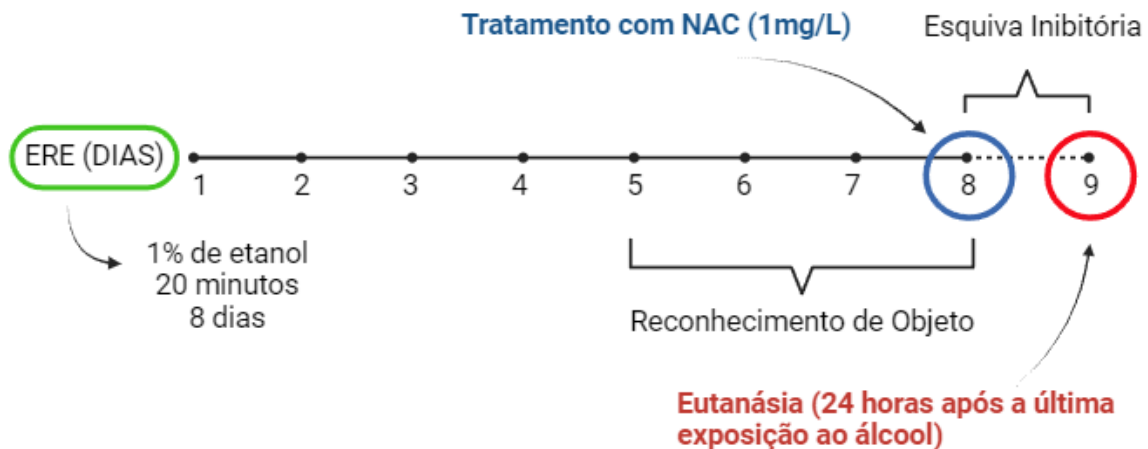 Tratamento com NAC (1mg/L)
Esquiva Inibitória
ERE (DIAS)
1 2 3 4 5 6 7 8 9
1% de etanol
20 minutos
8 dias
Reconhecimento de Objeto
Eutanásia (24 horas após a última
exposição ao álcool)